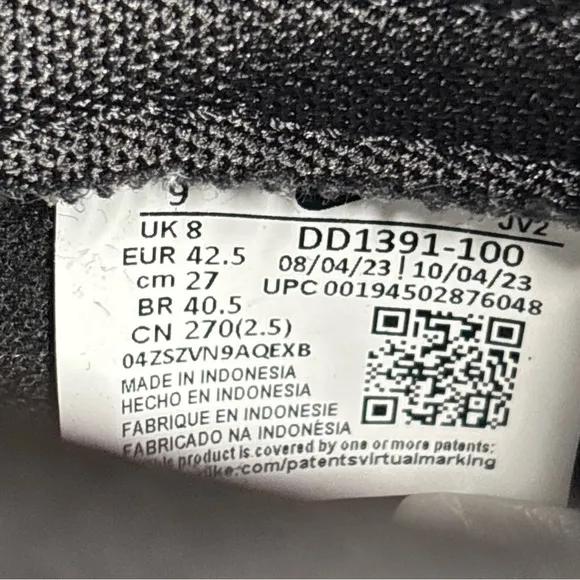 9
JV2
UK 8
DD1391-100
EUR 42.5
08/04/23 | 10/04/23
cm 27
UPC 00194502876048
BR 40.5
CN 270(2.5)
04ZSZVN9AQEXB
MADE IN INDONESIA
HECHO EN INDONESIA
FABRIQUE EN INDONESIE
FABRICADO NA INDONÉSIA
product is covered by one or more patents:
.com/patentsvirtualmarking